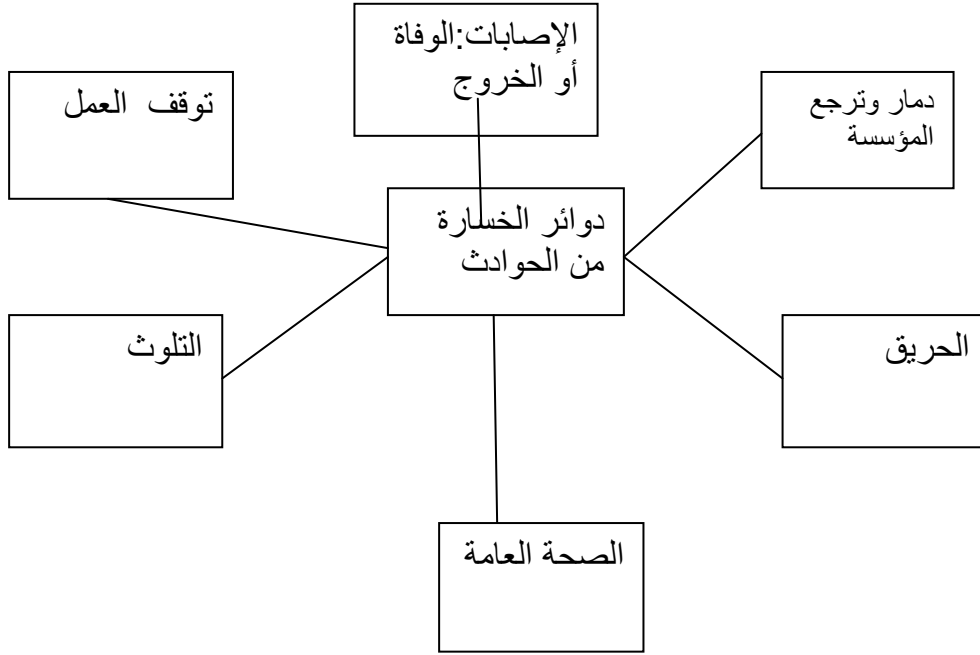 الإصابات:الوفاة
أو الخروج
دمار وترجع
المؤسسة
توقف العمل
دوائر الخسارة
من الحوادث
الحريق
التلوث
الصحة العامة